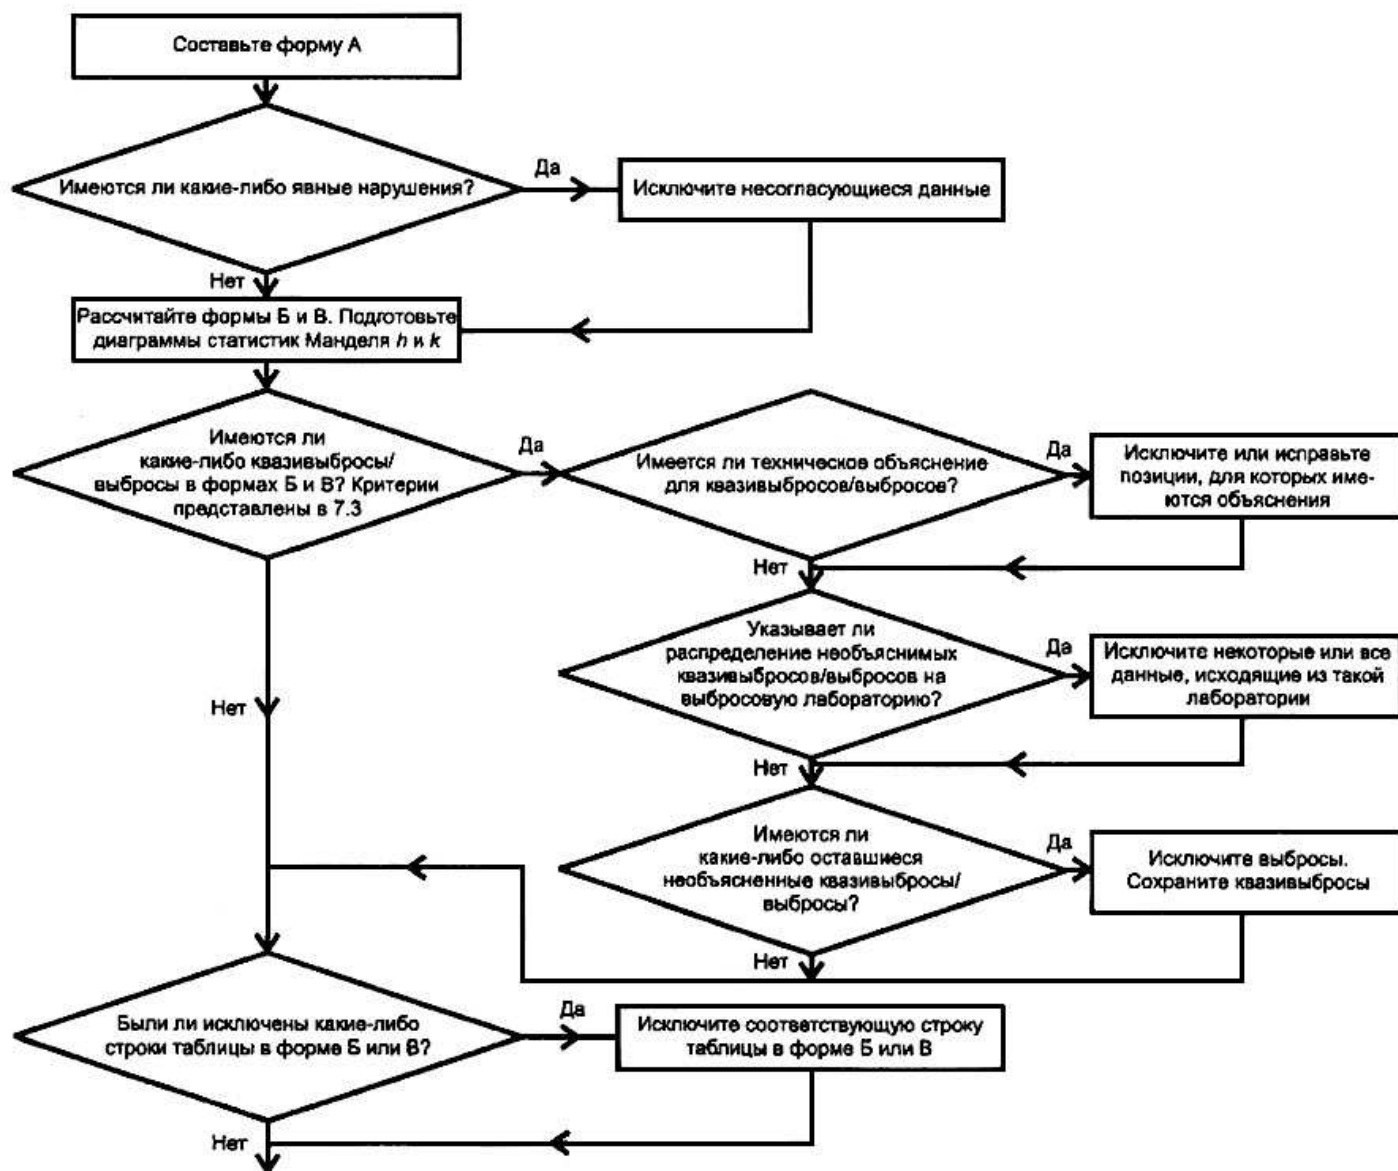 Составьте форму А
Имеются ли какие-либо явные нарушения?
Да
Исключите несогласующиеся данные
Нет
Рассчитайте формы Б и В. Подготовьте
диаграммы статистик Манделя h и k
Имеются ли
какие-либо квазивыбросы/
выбросы в формах Б и В? Критерии
представлены в 7.3
Да
Имеется ли техническое объяснение
для квазивыбросов/выбросов?
Да
Исключите или исправьте
позиции, для которых име-
ются объяснения
Нет
Указывает ли
распределение необъяснимых
квазивыбросов/выбросов на
выбросовую лабораторию?
Да
Исключите некоторые или все
данные, исходящие из такой
лаборатории
Нет
Нет
Имеются ли
какие-либо оставшиеся
необъясненные квазивыбросы/
выбросы?
Да
Исключите выбросы.
Сохраните квазивыбросы
Нет
Были ли исключены какие-либо
строки таблицы в форме Б или В?
Да
Исключите соответствующую строку
таблицы в форме Б или В
Нет